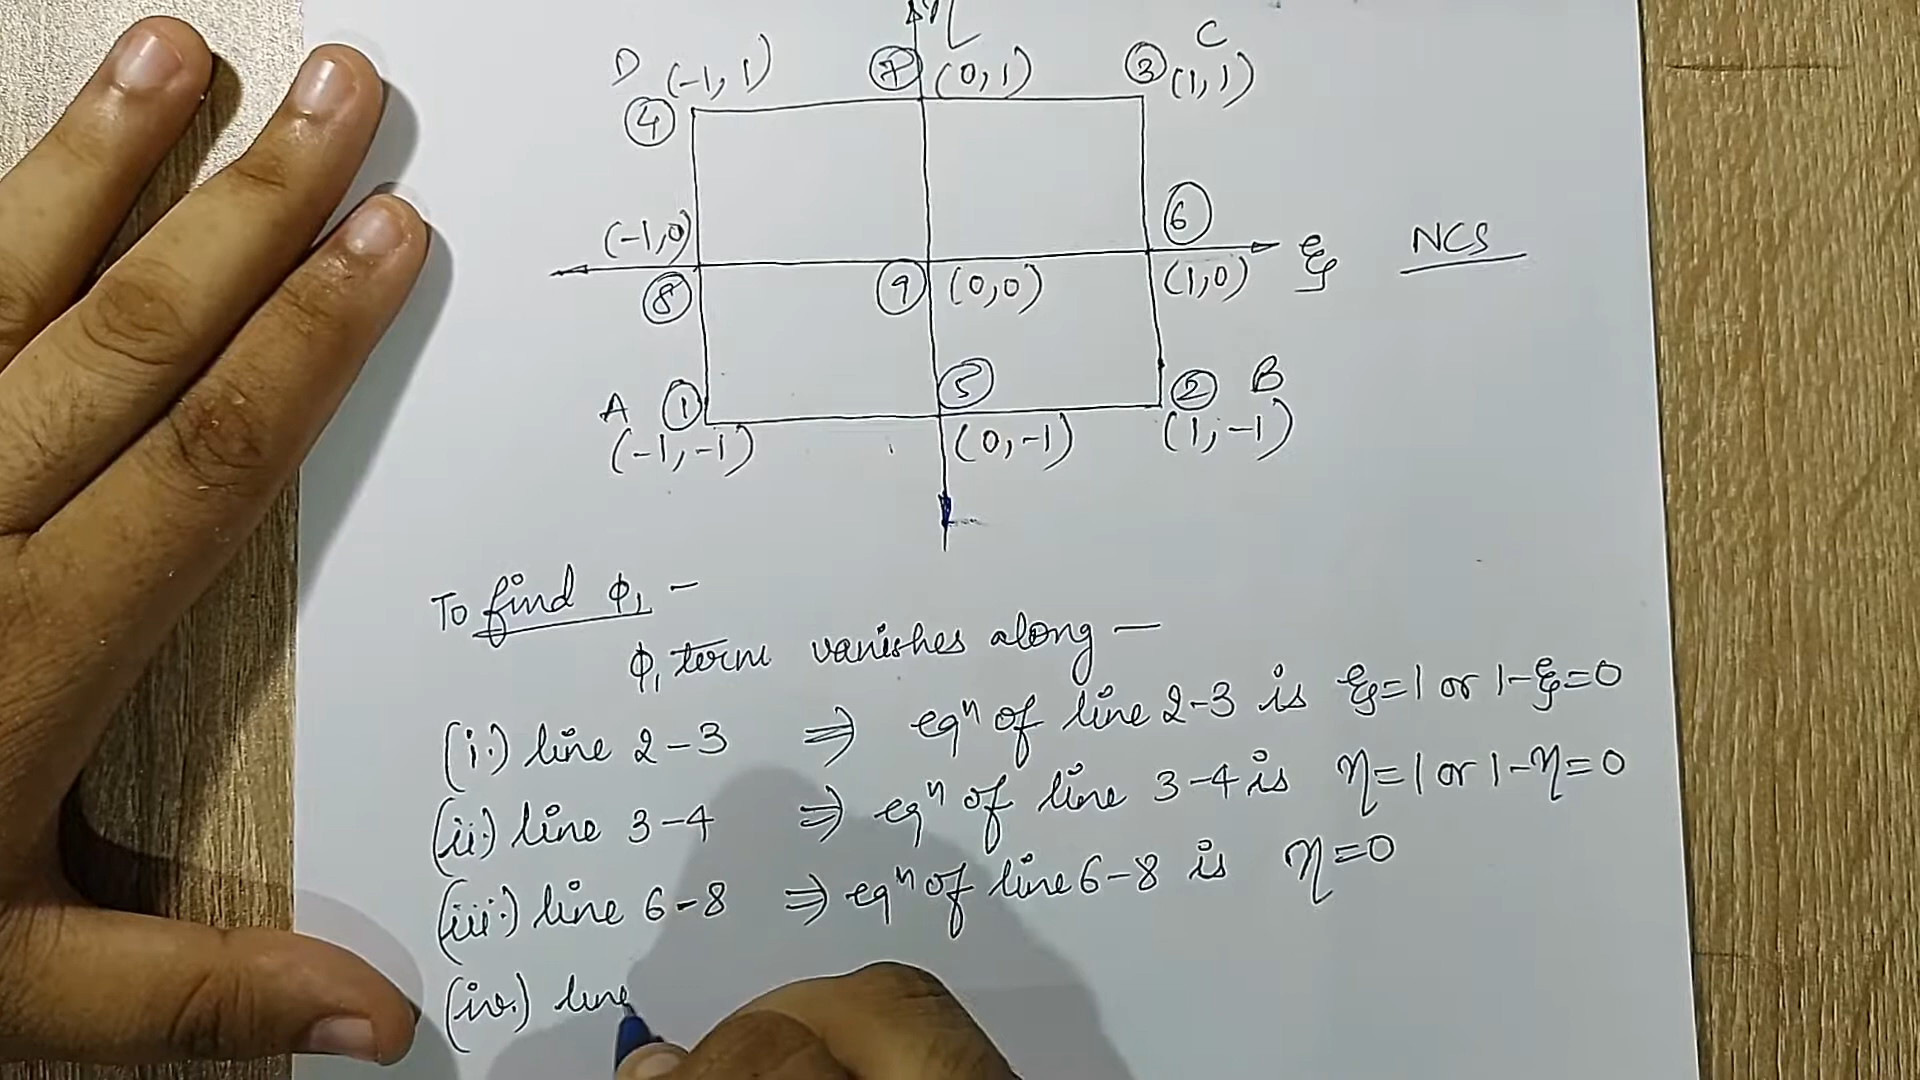 η
D (-1, 1) ⑦ (0, 1) ③ C (1, 1)
④
(-1, 0) ⑥ ξ NCS
⑧ ⑨ (0,0) (1,0)
A ① ⑤ ② B
(-1, -1) (0, -1) (1, -1)
To find ϕ₁ -
ϕ₁ term vanishes along -
(i.) line 2-3 ⇒ eqⁿ of line 2-3 is ξ=1 or 1-ξ=0
(ii.) line 3-4 ⇒ eqⁿ of line 3-4 is η=1 or 1-η=0
(iii.) line 6-8 ⇒ eqⁿ of line 6-8 is η=0
(iv.) line